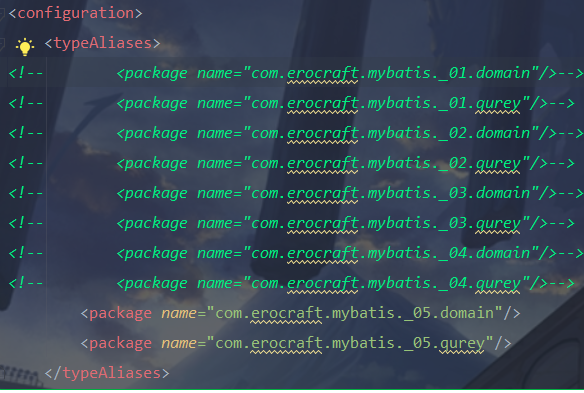 <configuration>
<typeAliases>
<!-- <package name="com.erocraft.mybatis._01.domain"/>-->
<!-- <package name="com.erocraft.mybatis._01.qurey"/>-->
<!-- <package name="com.erocraft.mybatis._02.domain"/>-->
<!-- <package name="com.erocraft.mybatis._02.qurey"/>-->
<!-- <package name="com.erocraft.mybatis._03.domain"/>-->
<!-- <package name="com.erocraft.mybatis._03.qurey"/>-->
<!-- <package name="com.erocraft.mybatis._04.domain"/>-->
<!-- <package name="com.erocraft.mybatis._04.qurey"/>-->
<package name="com.erocraft.mybatis._05.domain"/>
<package name="com.erocraft.mybatis._05.qurey"/>
</typeAliases>